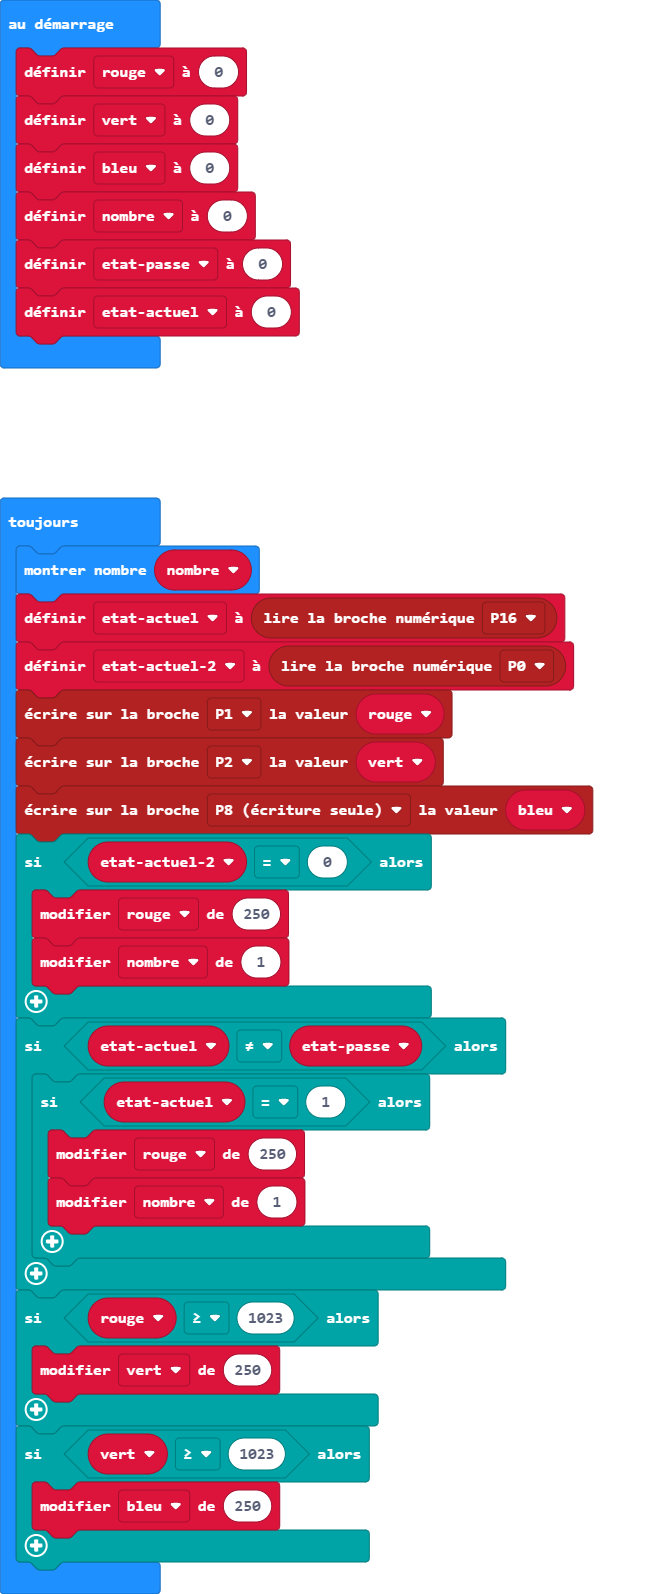 au démarrage
définir rouge à 0
définir vert à 0
définir bleu à 0
définir nombre à 0
définir etat-passe à 0
définir etat-actuel à 0
toujours
montrer nombre nombre
définir etat-actuel à lire la broche numérique P16
définir etat-actuel-2 à lire la broche numérique P0
écrire sur la broche P1 la valeur rouge
écrire sur la broche P2 la valeur vert
écrire sur la broche P8 (écriture seule) la valeur bleu
si etat-actuel-2 = 0 alors
modifier rouge de 250
modifier nombre de 1
si etat-actuel ≠ etat-passe alors
si etat-actuel = 1 alors
modifier rouge de 250
modifier nombre de 1
si rouge ≥ 1023 alors
modifier vert de 250
si vert ≥ 1023 alors
modifier bleu de 250